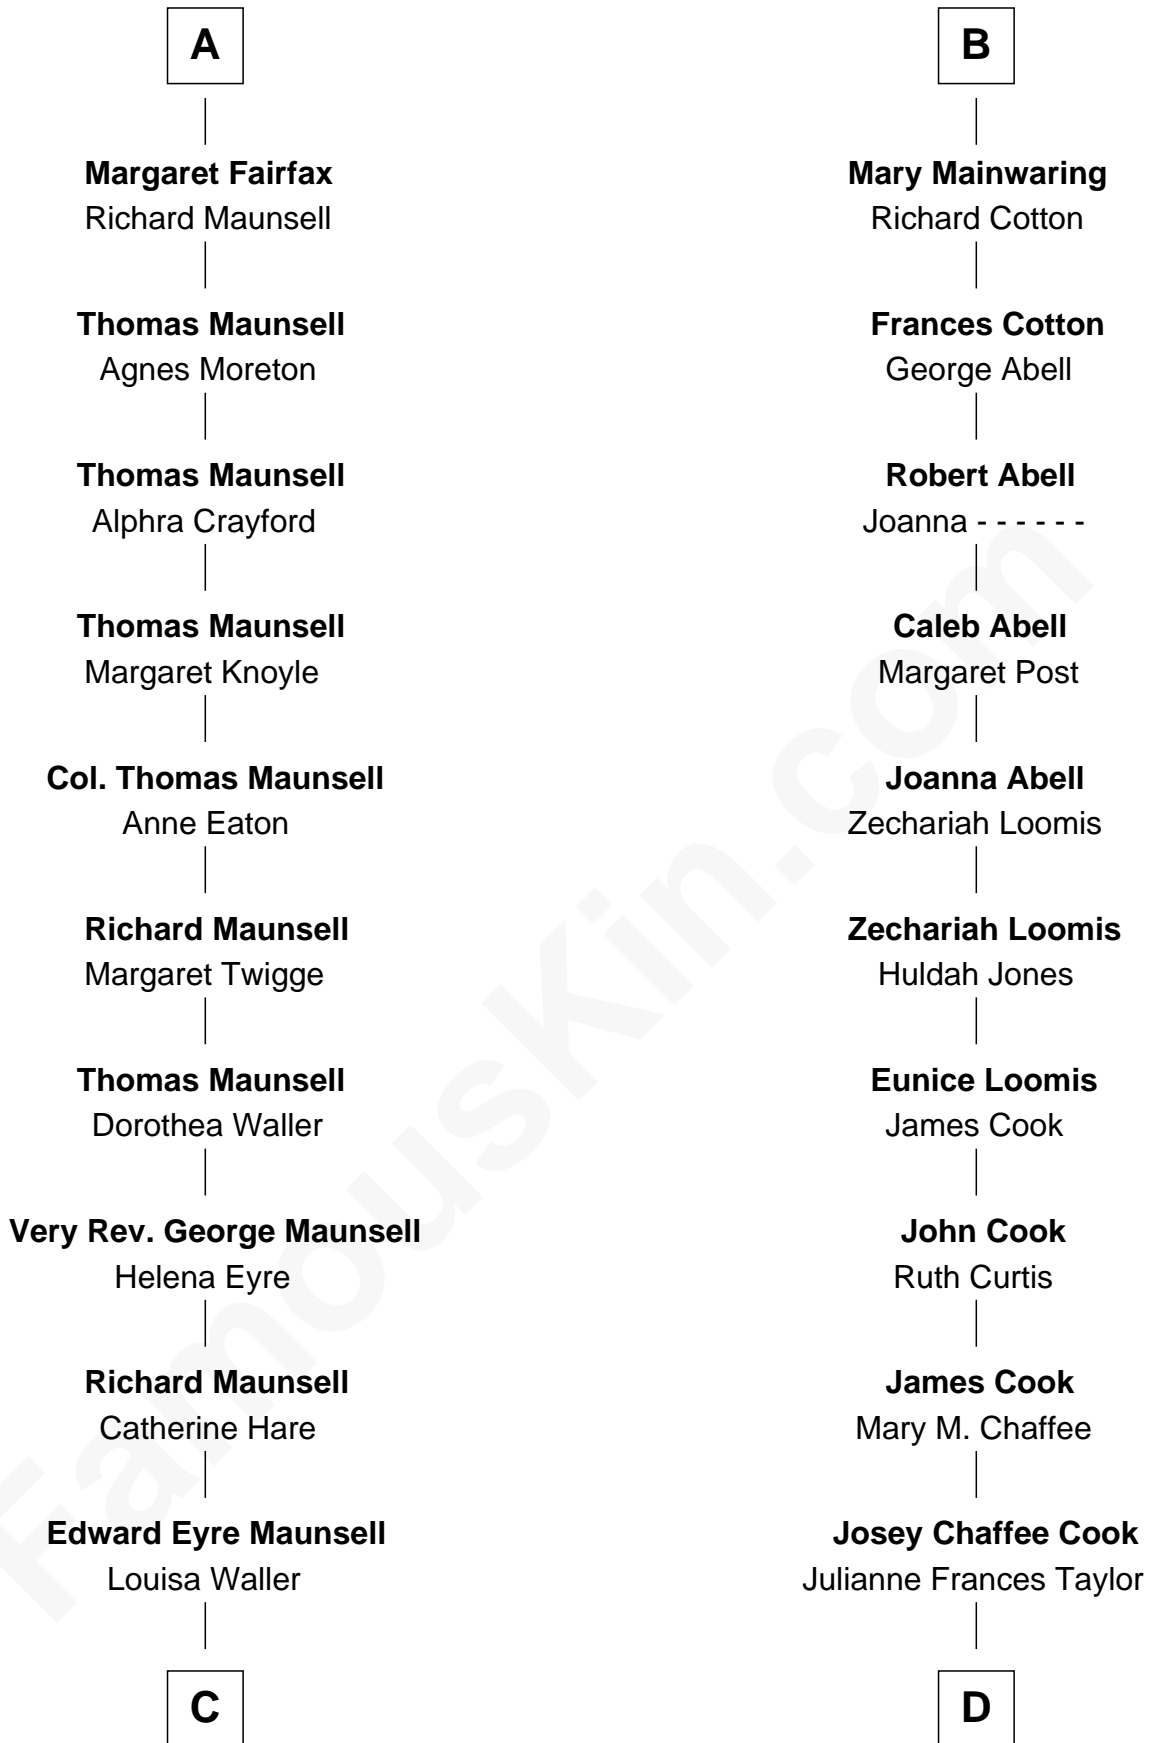 A
Margaret Fairfax
Richard Maunsell
Thomas Maunsell
Agnes Moreton
Thomas Maunsell
Alphra Crayford
Thomas Maunsell
Margaret Knoyle
Col. Thomas Maunsell
Anne Eaton
Richard Maunsell
Margaret Twigge
Thomas Maunsell
Dorothea Waller
Very Rev. George Maunsell
Helena Eyre
Richard Maunsell
Catherine Hare
Edward Eyre Maunsell
Louisa Waller
C
B
Mary Mainwaring
Richard Cotton
Frances Cotton
George Abell
Robert Abell
Joanna - - - - - -
Caleb Abell
Margaret Post
Joanna Abell
Zechariah Loomis
Zechariah Loomis
Huldah Jones
Eunice Loomis
James Cook
John Cook
Ruth Curtis
James Cook
Mary M. Chaffee
Josey Chaffee Cook
Julianne Frances Taylor
D
FamousKin.com